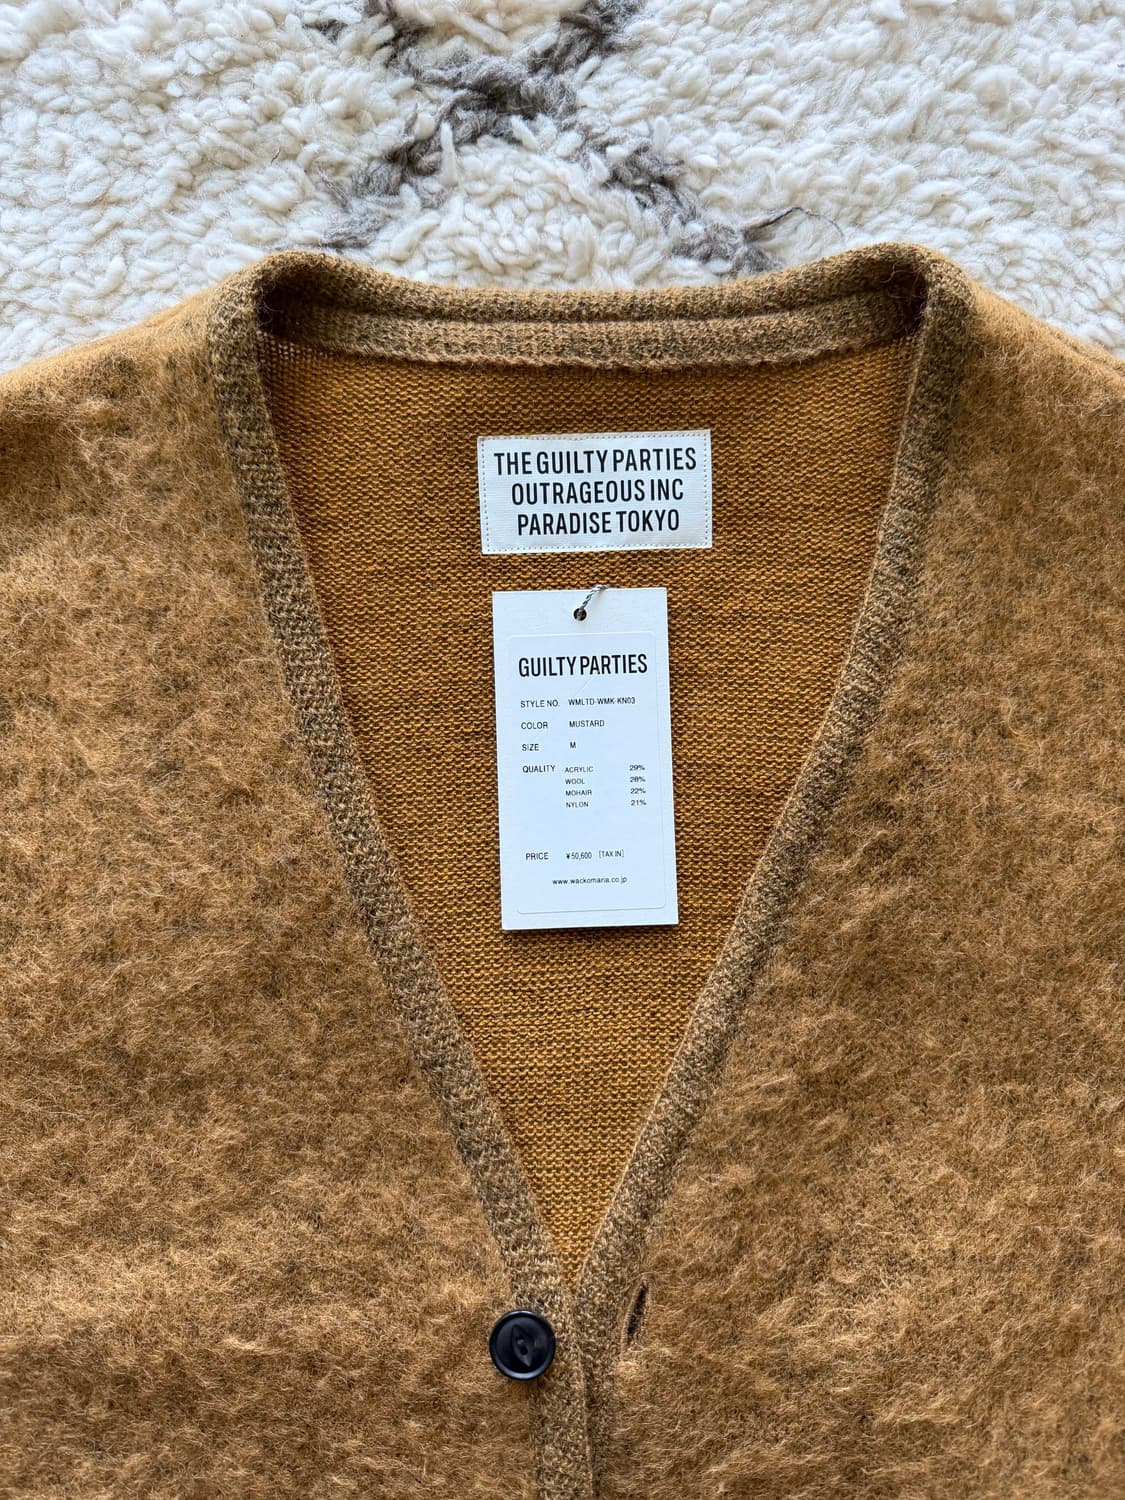 THE GUILTY PARTIES
OUTRAGEOUS INC
PARADISE TOKYO
GUILTY PARTIES
STYLE NO. WMLTD-WMK-KN03
COLOR MUSTARD
SIZE M
QUALITY ACRYLIC 29%
WOOL 28%
MOHAIR 22%
NYLON 21%
PRICE ¥50,600 [TAX IN]
www.wackomaria.co.jp